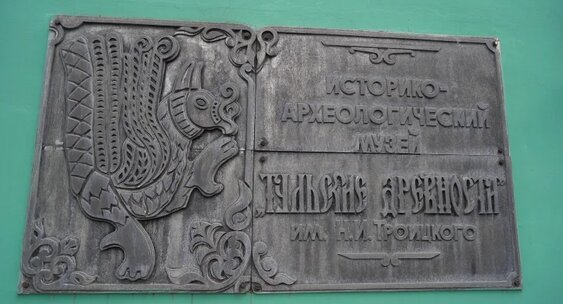 ИСТОРИКО-
АРХЕОЛОГИЧЕСКИЙ
МУЗЕЙ
„ТУЛЬСКИЕ ДРЕВНОСТИ"
ИМ. Н.И. ТРОИЦКОГО